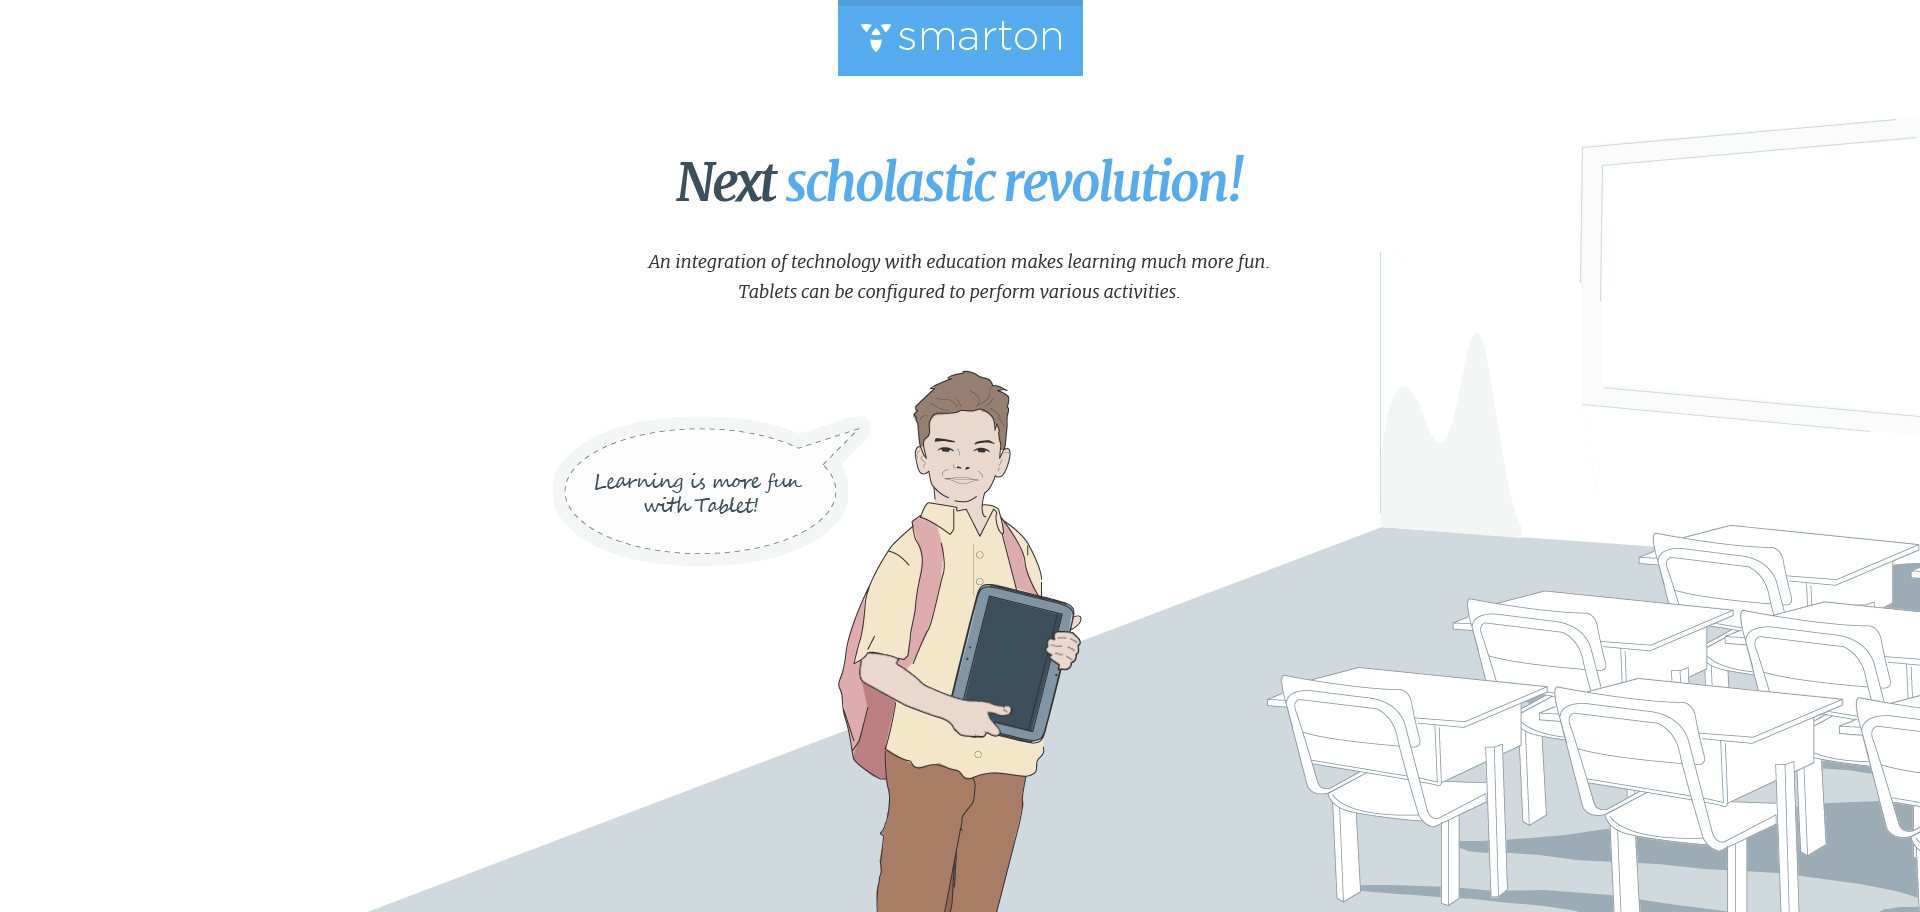 smarton
Next scholastic revolution!
An integration of technology with education makes learning much more fun.
Tablets can be configured to perform various activities.
Learning is more fun
with Tablet!